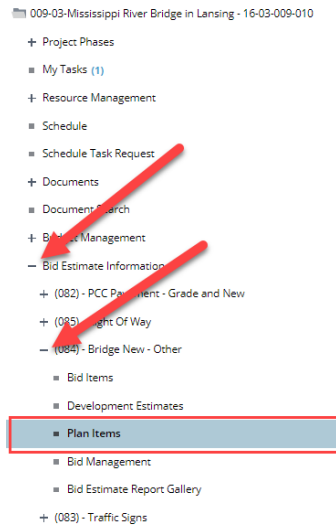 009-03-Mississippi River Bridge in Lansing - 16-03-009-010
+ Project Phases
My Tasks (1)
+ Resource Management
Schedule
Schedule Task Request
+ Documents
Document Search
+ Budget Management
− Bid Estimate Information
+ (082) - PCC Pavement - Grade and New
+ (085) - Right Of Way
− (084) - Bridge New - Other
Bid Items
Development Estimates
Plan Items
Bid Management
Bid Estimate Report Gallery
+ (083) - Traffic Signs